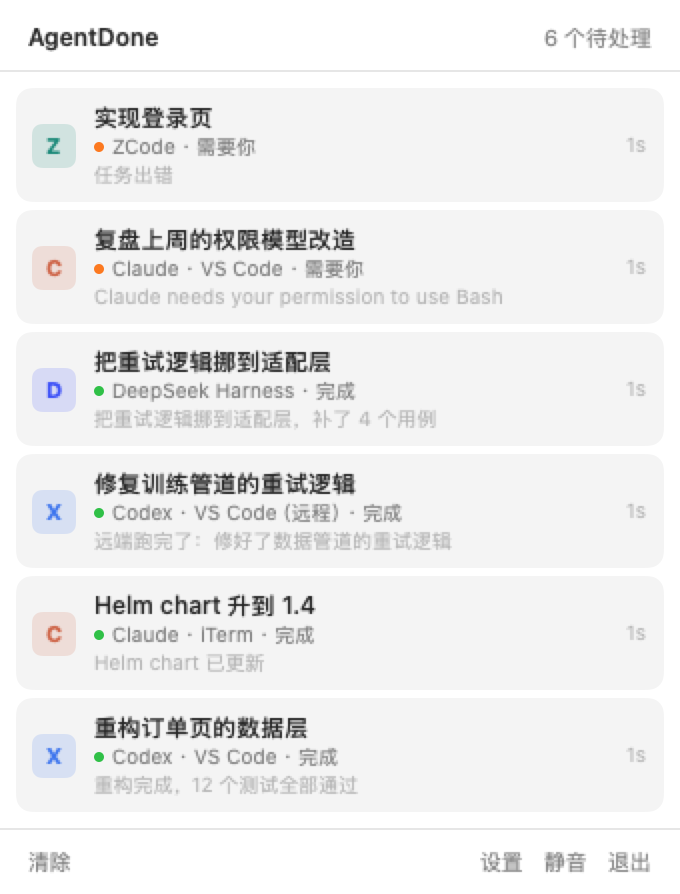 AgentDone
6 个待处理
Z
实现登录页
ZCode · 需要你
任务出错
1s
C
复盘上周的权限模型改造
Claude · VS Code · 需要你
Claude needs your permission to use Bash
1s
D
把重试逻辑挪到适配层
DeepSeek Harness · 完成
把重试逻辑挪到适配层，补了 4 个用例
1s
X
修复训练管道的重试逻辑
Codex · VS Code (远程) · 完成
远端跑完了：修好了数据管道的重试逻辑
1s
C
Helm chart 升到 1.4
Claude · iTerm · 完成
Helm chart 已更新
1s
X
重构订单页的数据层
Codex · VS Code · 完成
重构完成，12 个测试全部通过
1s
清除
设置 静音 退出